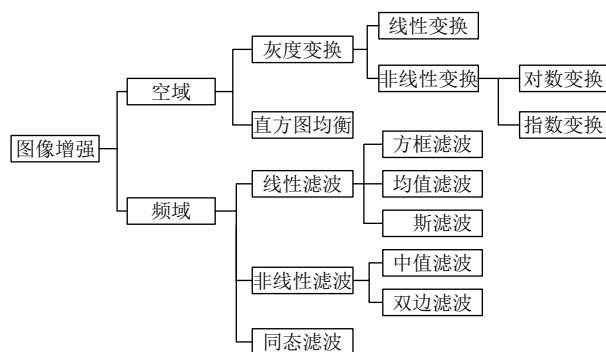 线性变换
灰度变换
非线性变换
对数变换
空域
直方图均衡
指数变换
图像增强
方框滤波
线性滤波
均值滤波
频域
斯滤波
中值滤波
非线性滤波
双边滤波
同态滤波